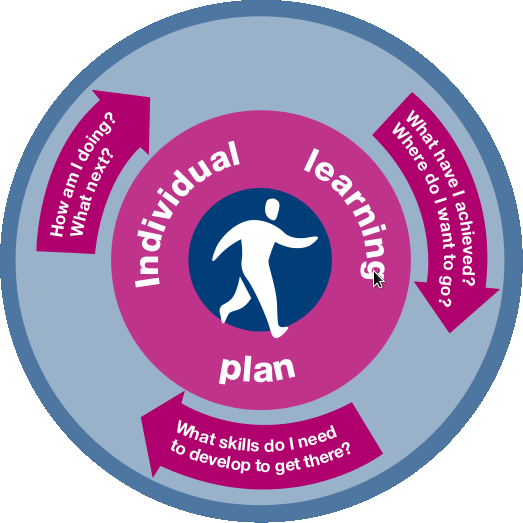 Individual
learning
plan
What have I achieved?
Where do I want to go?
What skills do I need
to develop to get there?
How am I doing?
What next?